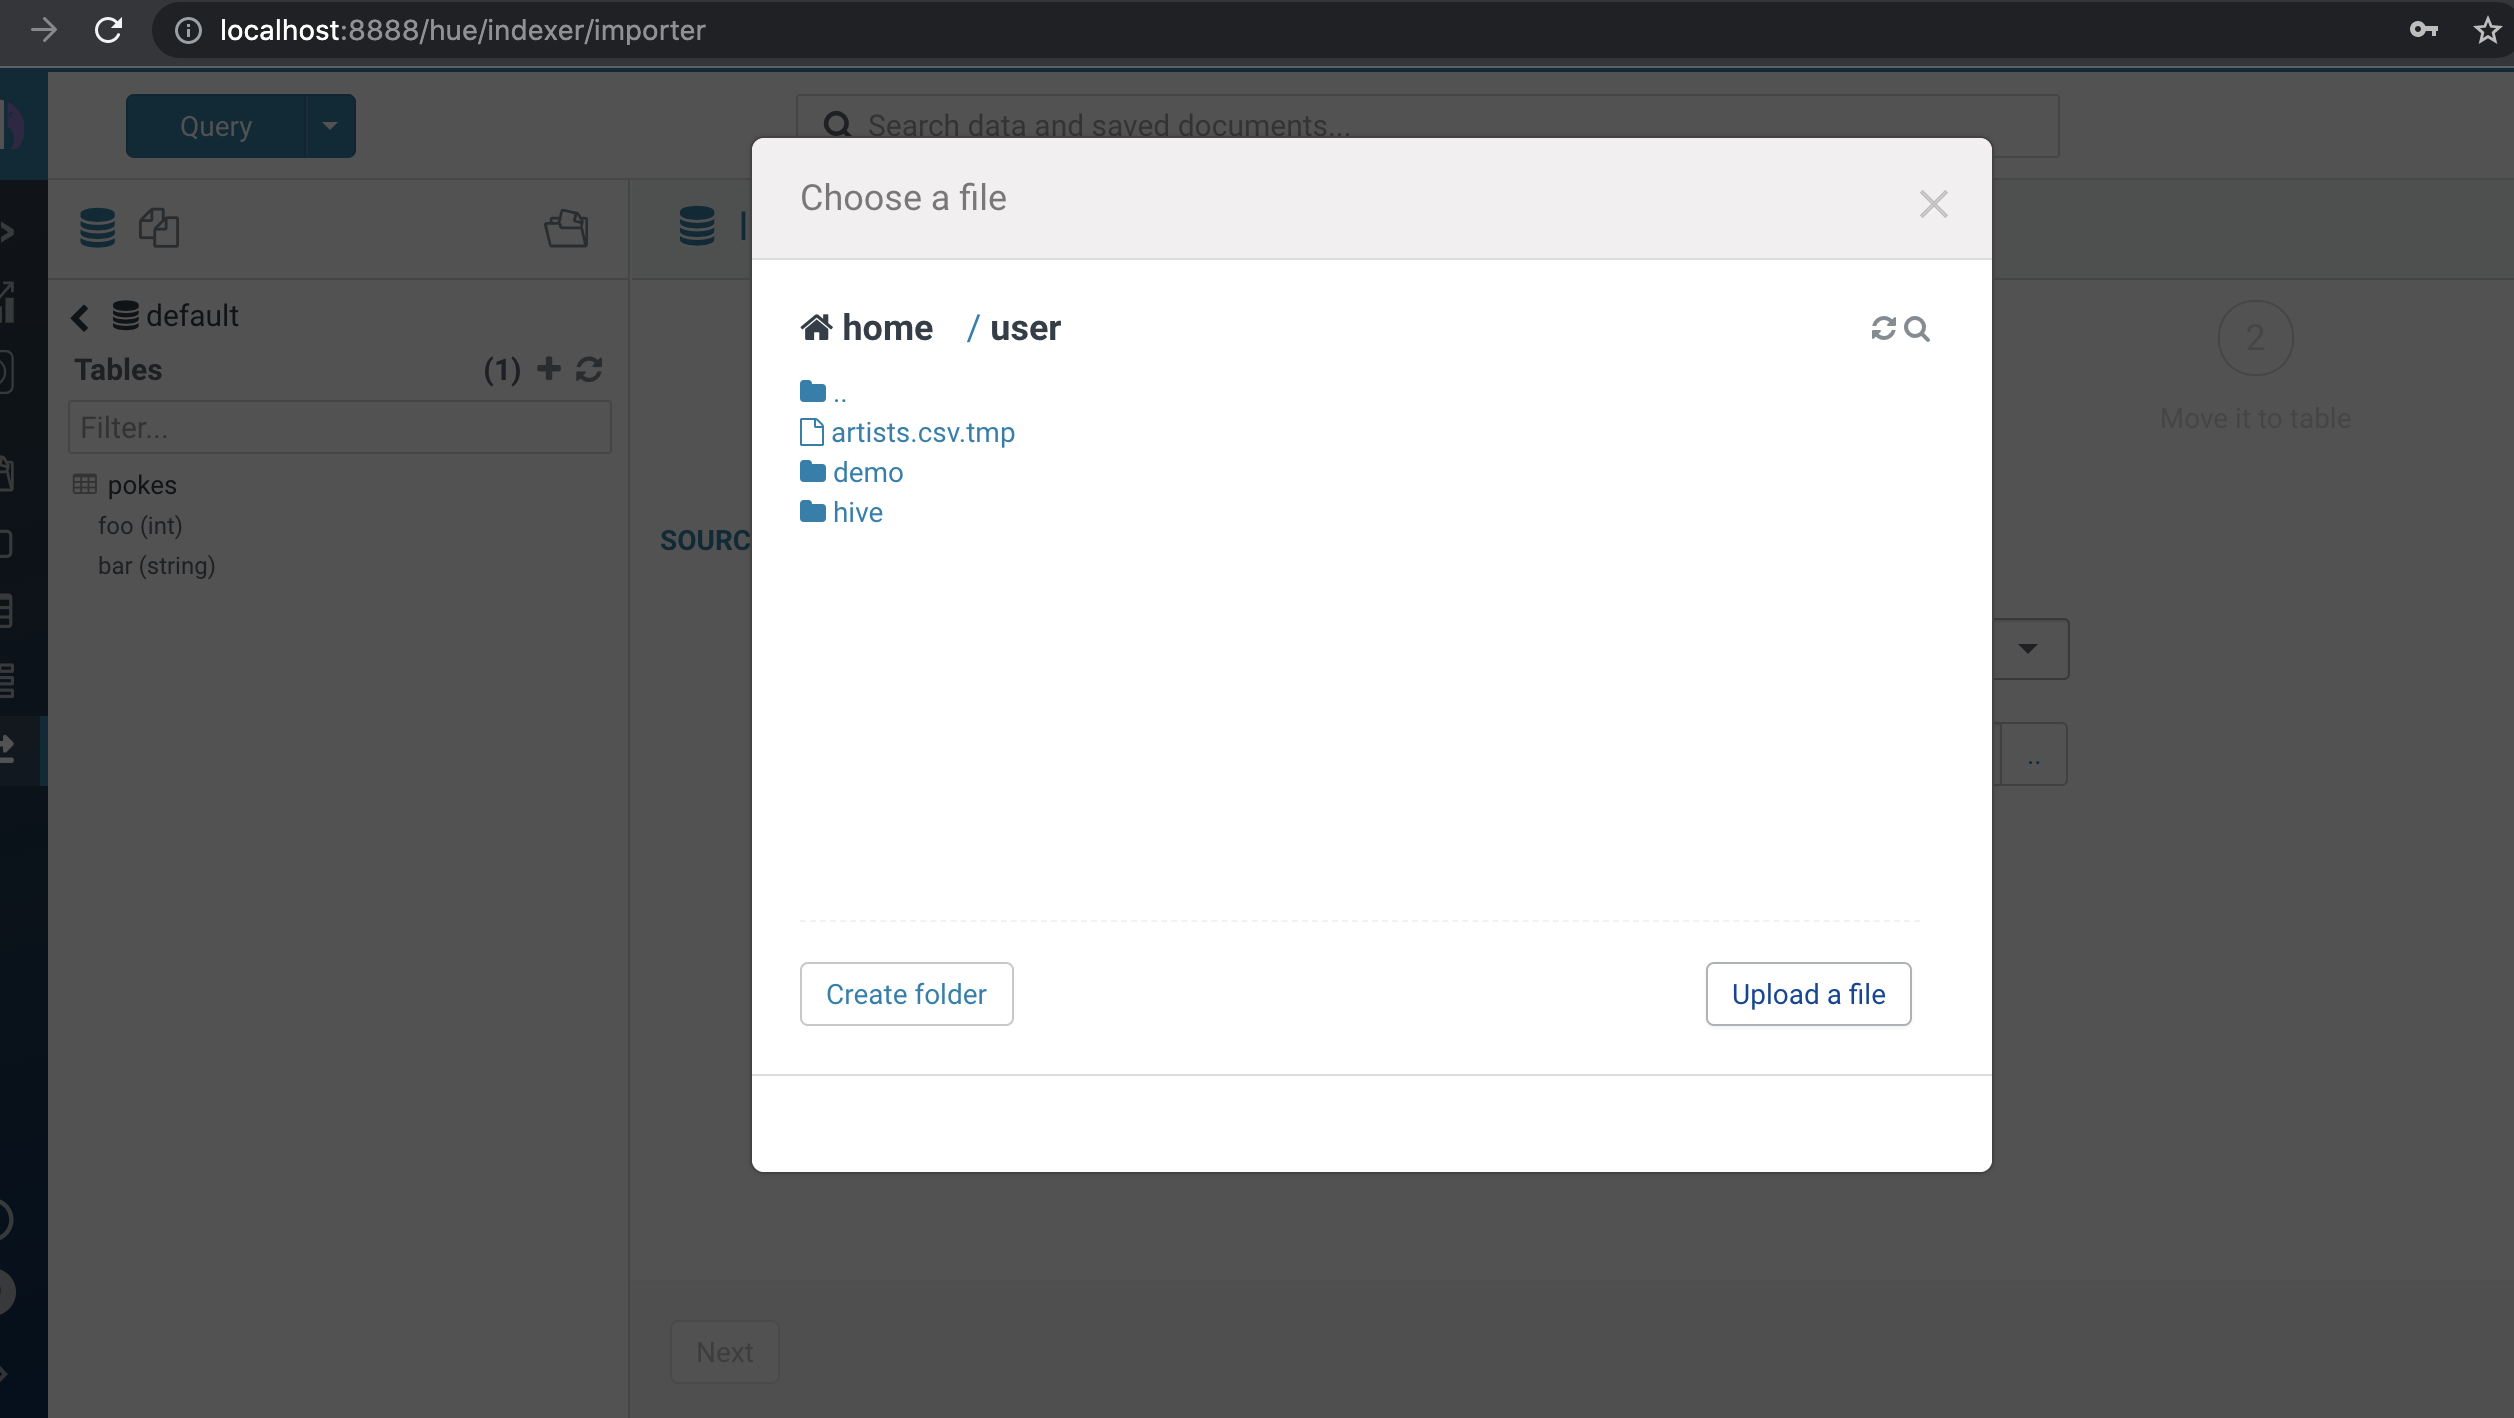 localhost:8888/hue/indexer/importer
Query
Search data and saved documents...
Choose a file
default
Tables (1)
Filter...
pokes
foo (int)
bar (string)
home / user
..
artists.csv.tmp
demo
hive
2
Move it to table
SOURC
..
Create folder
Upload a file
Next